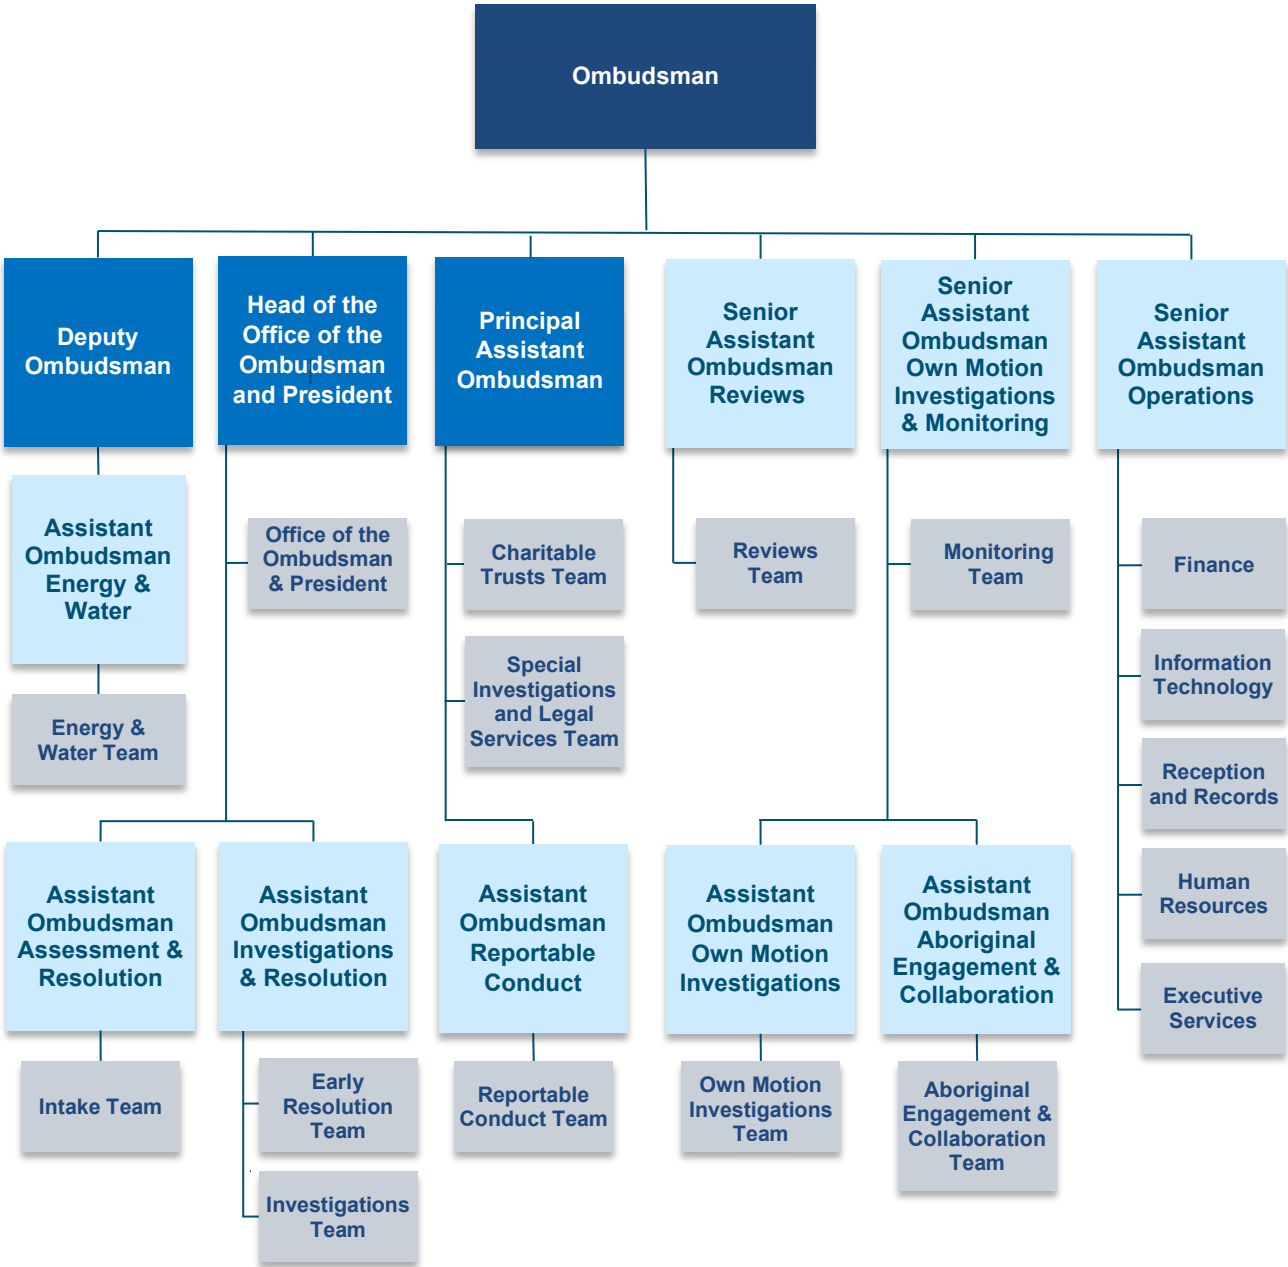 Ombudsman
Deputy
Ombudsman
Head of the
Office of the
Ombudsman
and President
Principal
Assistant
Ombudsman
Senior
Assistant
Ombudsman
Reviews
Senior
Assistant
Ombudsman
Own Motion
Investigations
& Monitoring
Senior
Assistant
Ombudsman
Operations
Assistant
Ombudsman
Energy &
Water
Office of the
Ombudsman
& President
Charitable
Trusts Team
Reviews
Team
Monitoring
Team
Finance
Special
Investigations
and Legal
Services Team
Information
Technology
Energy &
Water Team
Reception
and Records
Assistant
Ombudsman
Assessment &
Resolution
Assistant
Ombudsman
Investigations
& Resolution
Assistant
Ombudsman
Reportable
Conduct
Assistant
Ombudsman
Own Motion
Investigations
Assistant
Ombudsman
Aboriginal
Engagement &
Collaboration
Human
Resources
Executive
Services
Intake Team
Early
Resolution
Team
Reportable
Conduct Team
Own Motion
Investigations
Team
Aboriginal
Engagement &
Collaboration
Team
Investigations
Team